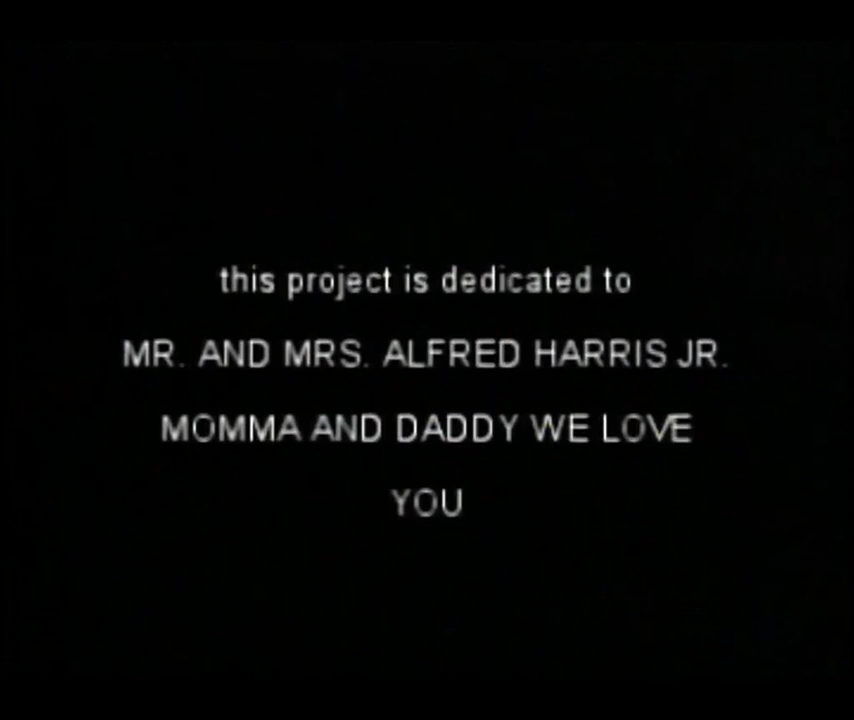 this project is dedicated to
MR. AND MRS. ALFRED HARRIS JR.
MOMMA AND DADDY WE LOVE
YOU